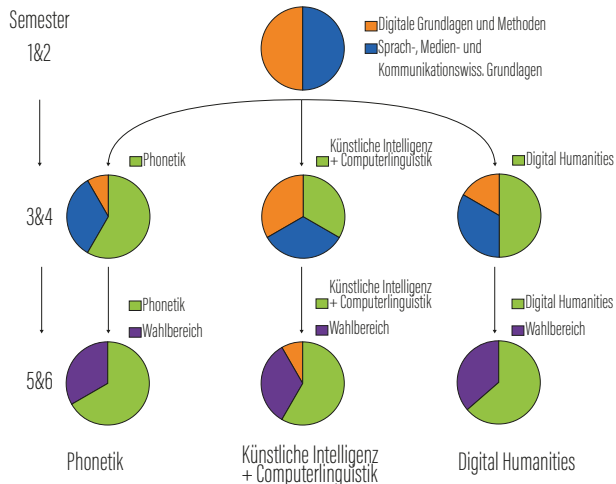 Semester
1&2
Digitale Grundlagen und Methoden
Sprach-, Medien- und
Kommunikationswiss. Grundlagen
3&4
Phonetik
Künstliche Intelligenz
+ Computerlinguistik
Digital Humanities
5&6
Phonetik
Wahlbereich
Künstliche Intelligenz
+ Computerlinguistik
Wahlbereich
Digital Humanities
Wahlbereich
Phonetik
Künstliche Intelligenz
+ Computerlinguistik
Digital Humanities